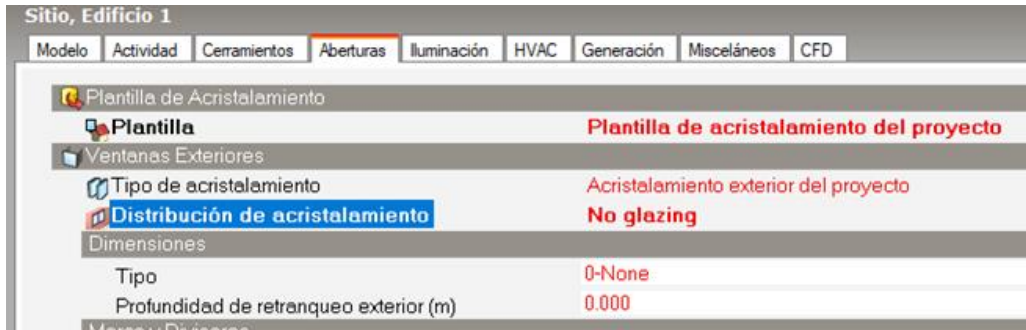 Sitio, Edificio 1
Modelo Actividad Cerramientos Aberturas Iluminación HVAC Generación Misceláneos CFD
Plantilla de Acristalamiento
Plantilla Plantilla de acristalamiento del proyecto
Ventanas Exteriores
Tipo de acristalamiento Acristalamiento exterior del proyecto
Distribución de acristalamiento No glazing
Dimensiones
Tipo 0-None
Profundidad de retranqueo exterior (m) 0.000